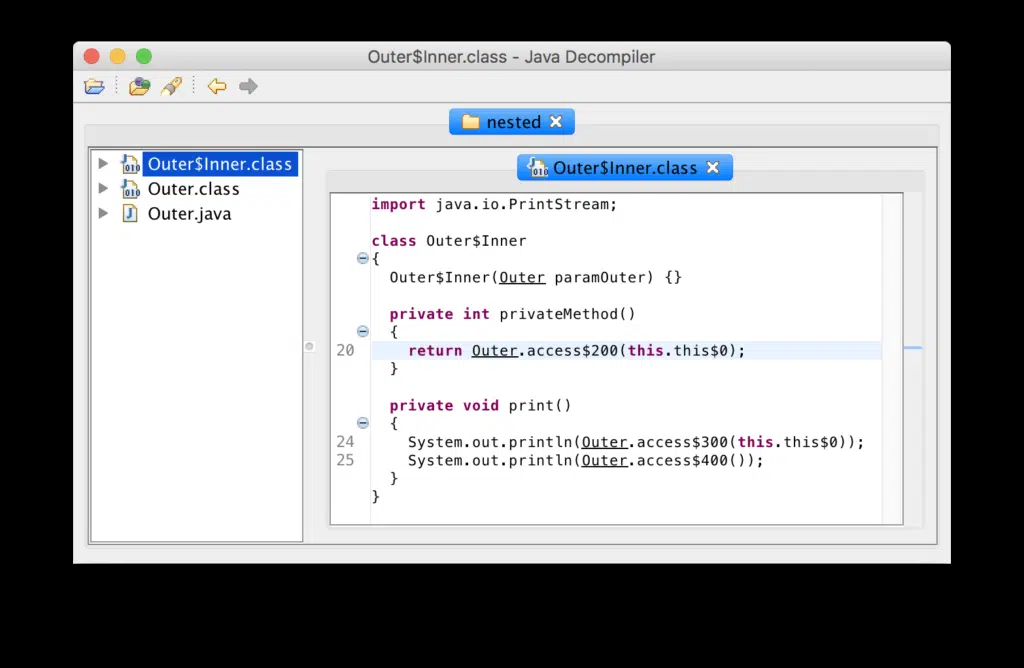 Outer$Inner.class - Java Decompiler
nested
Outer$Inner.class
Outer.class
Outer.java
Outer$Inner.class
import java.io.PrintStream;
class Outer$Inner
{
Outer$Inner(Outer paramOuter) {}
private int privateMethod()
{
20 return Outer.access$200(this.this$0);
}
private void print()
{
24 System.out.println(Outer.access$300(this.this$0));
25 System.out.println(Outer.access$400());
}
}